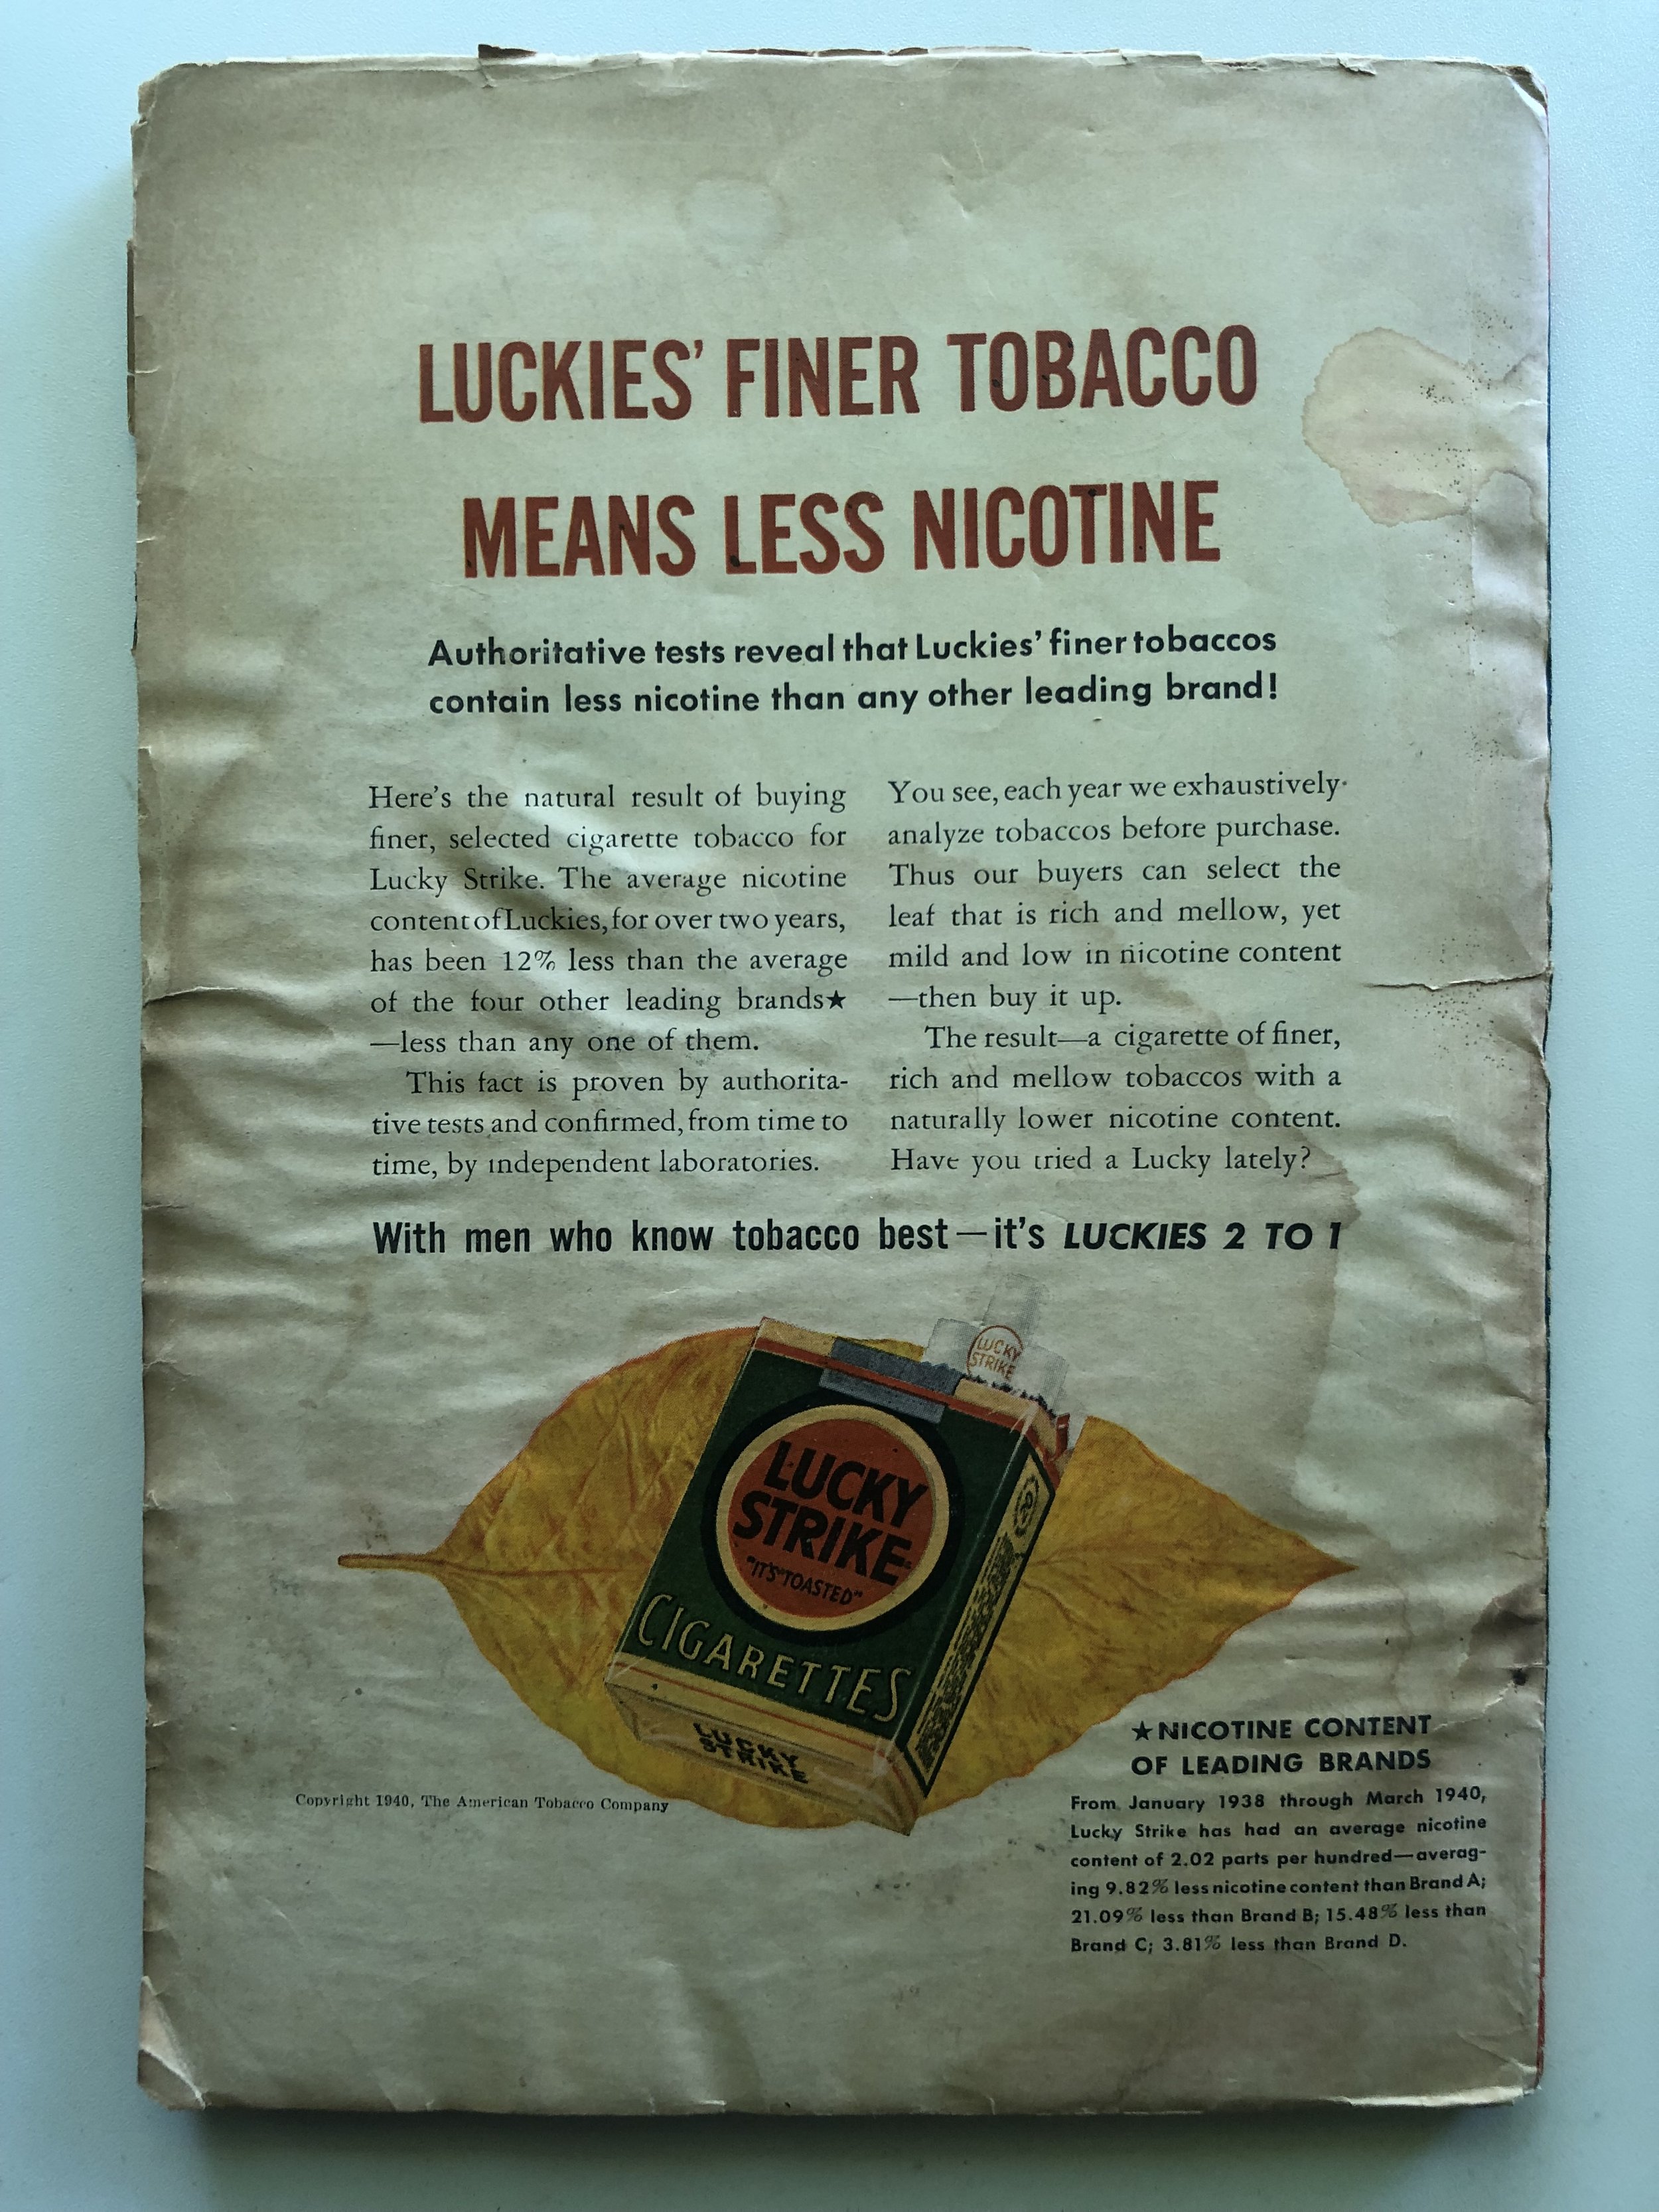 LUCKIES' FINER TOBACCO
MEANS LESS NICOTINE
Authoritative tests reveal that Luckies' finer tobaccos
contain less nicotine than any other leading brand!
Here's the natural result of buying
finer, selected cigarette tobacco for
Lucky Strike. The average nicotine
content of Luckies, for over two years,
has been 12% less than the average
of the four other leading brands★
—less than any one of them.
This fact is proven by authorita-
tive tests and confirmed, from time to
time, by independent laboratories.
You see, each year we exhaustively
analyze tobaccos before purchase.
Thus our buyers can select the
leaf that is rich and mellow, yet
mild and low in nicotine content
—then buy it up.
The result—a cigarette of finer,
rich and mellow tobaccos with a
naturally lower nicotine content.
Have you tried a Lucky lately?
With men who know tobacco best—it's LUCKIES 2 TO 1
LUCKY
STRIKE
LUCKY
STRIKE
"IT'S TOASTED"
CIGARETTES
20
LUCKY
STRIKE
Copyright 1940, The American Tobacco Company
★NICOTINE CONTENT
OF LEADING BRANDS
From January 1938 through March 1940,
Lucky Strike has had an average nicotine
content of 2.02 parts per hundred—averag-
ing 9.82% less nicotine content than Brand A;
21.09% less than Brand B; 15.48% less than
Brand C; 3.81% less than Brand D.